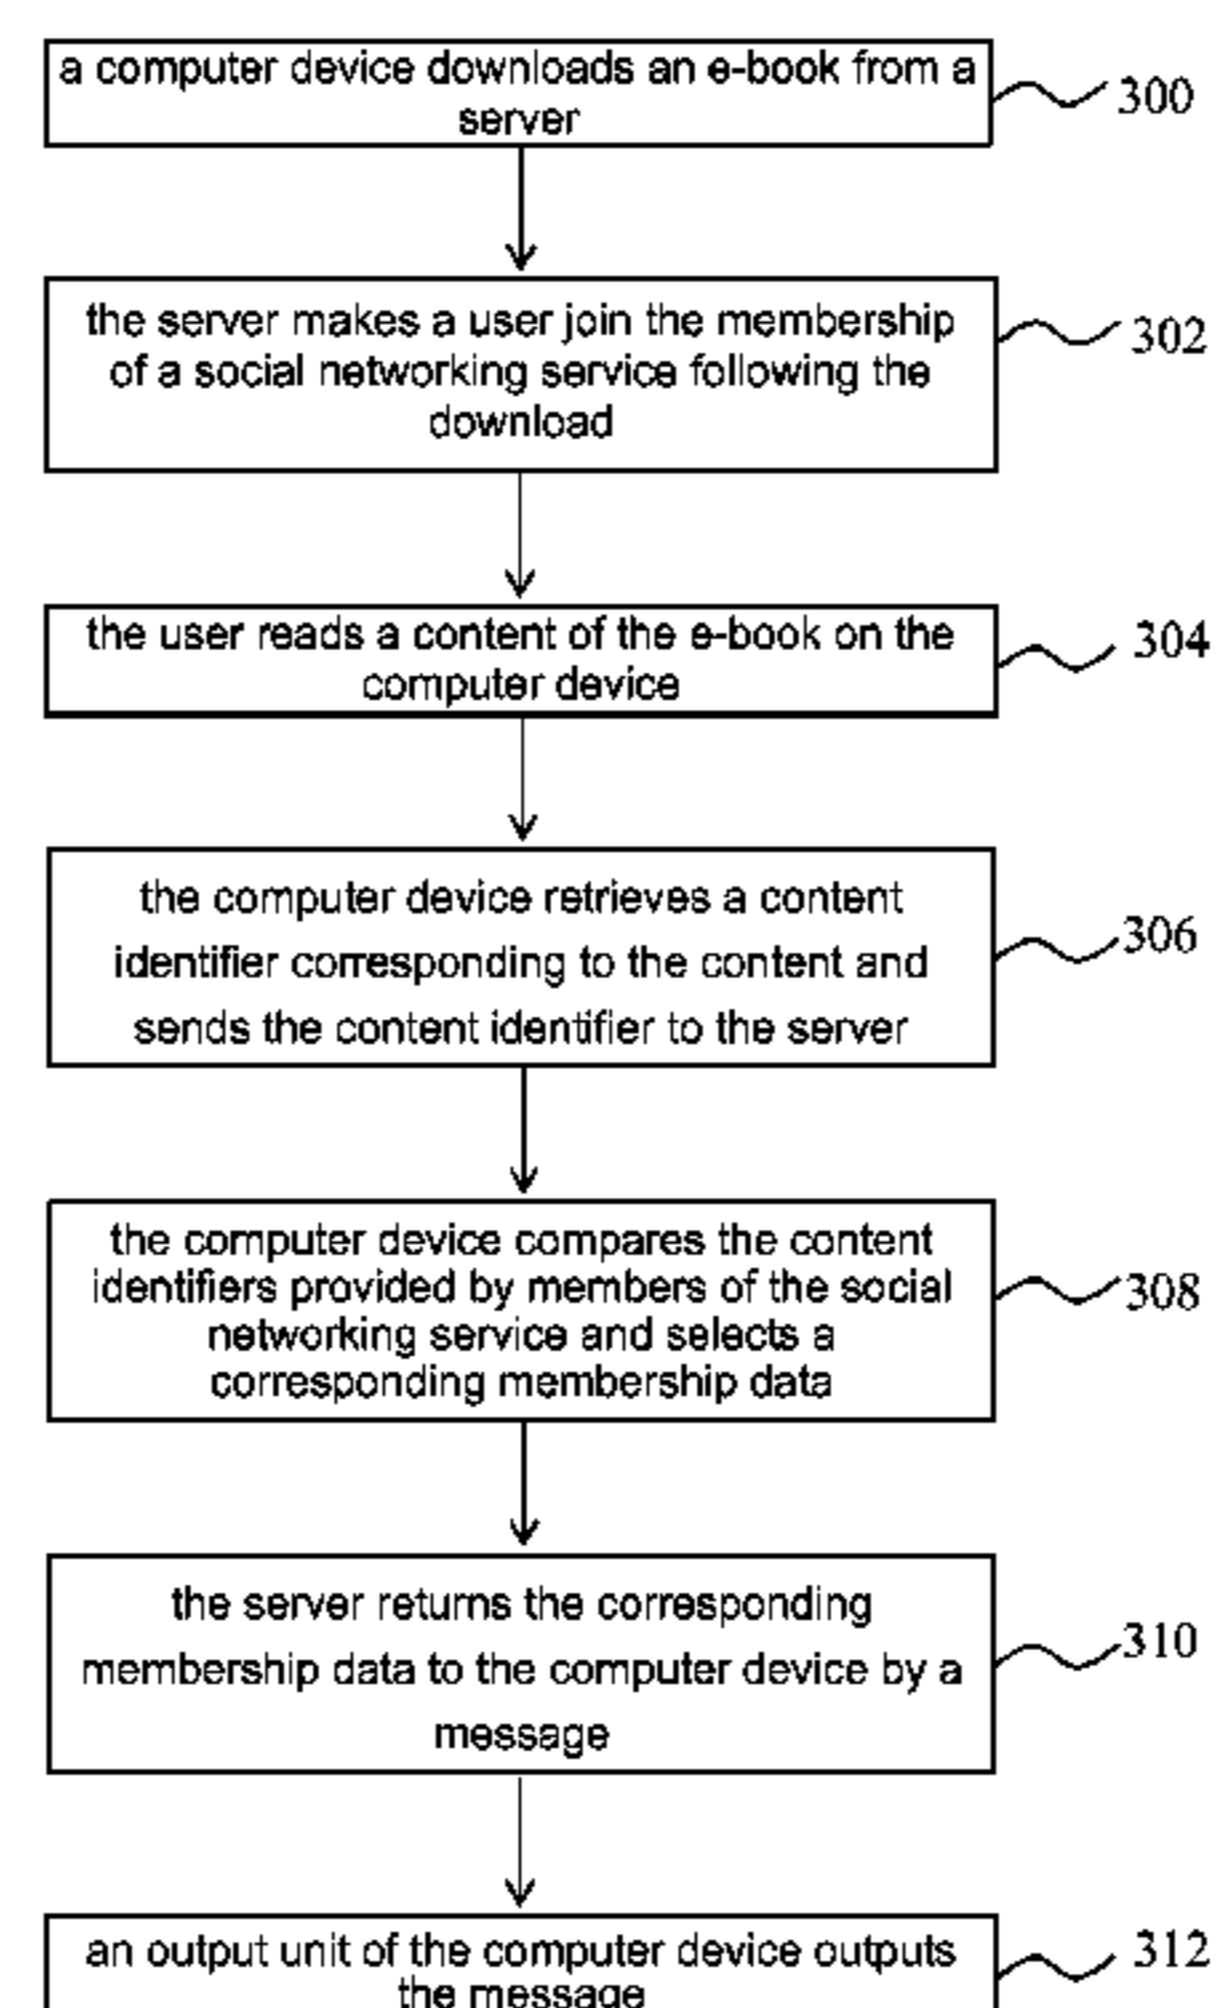 a computer device downloads an e-book from a
server
300
the server makes a user join the membership
of a social networking service following the
download
302
the user reads a content of the e-book on the
computer device
304
the computer device retrieves a content
identifier corresponding to the content and
sends the content identifier to the server
306
the computer device compares the content
identifiers provided by members of the social
networking service and selects a
corresponding membership data
308
the server returns the corresponding
membership data to the computer device by a
message
310
an output unit of the computer device outputs
the message
312